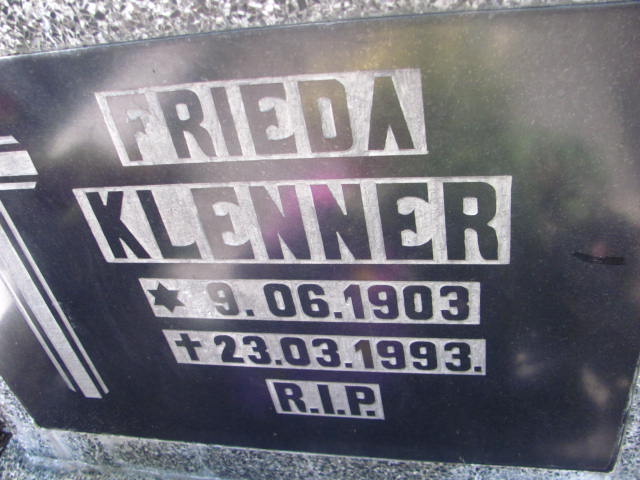 FRIEDA
KLENNER
★ 9.06.1903
✝ 23.03.1993.
R.I.P.